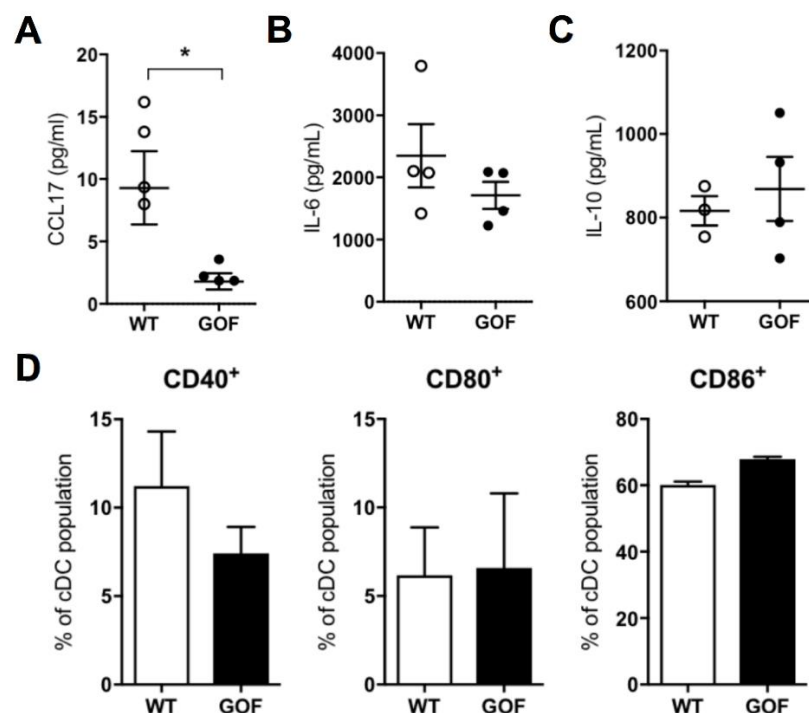 A
B
C
*
CCL17 (pg/ml)
20
15
10
5
0
WT
GOF
IL-6 (pg/mL)
4000
3000
2000
1000
0
WT
GOF
IL-10 (pg/mL)
1200
1000
800
600
WT
GOF
D
CD40⁺
% of cDC population
15
10
5
0
WT
GOF
CD80⁺
% of cDC population
15
10
5
0
WT
GOF
CD86⁺
% of cDC population
80
60
40
20
0
WT
GOF